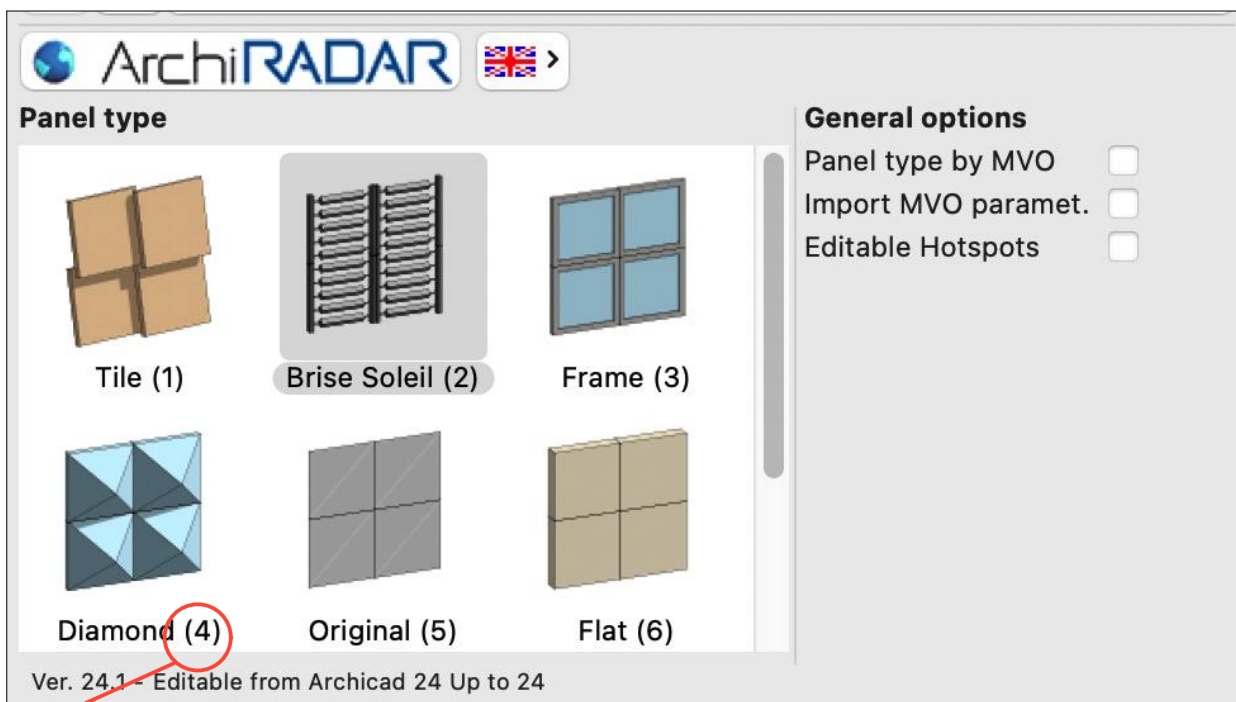 ArchiRADAR
Panel type
Tile (1)
Brise Soleil (2)
Frame (3)
Diamond (4)
Original (5)
Flat (6)
Ver. 24.1 - Editable from Archicad 24 Up to 24
General options
Panel type by MVO
Import MVO paramet.
Editable Hotspots